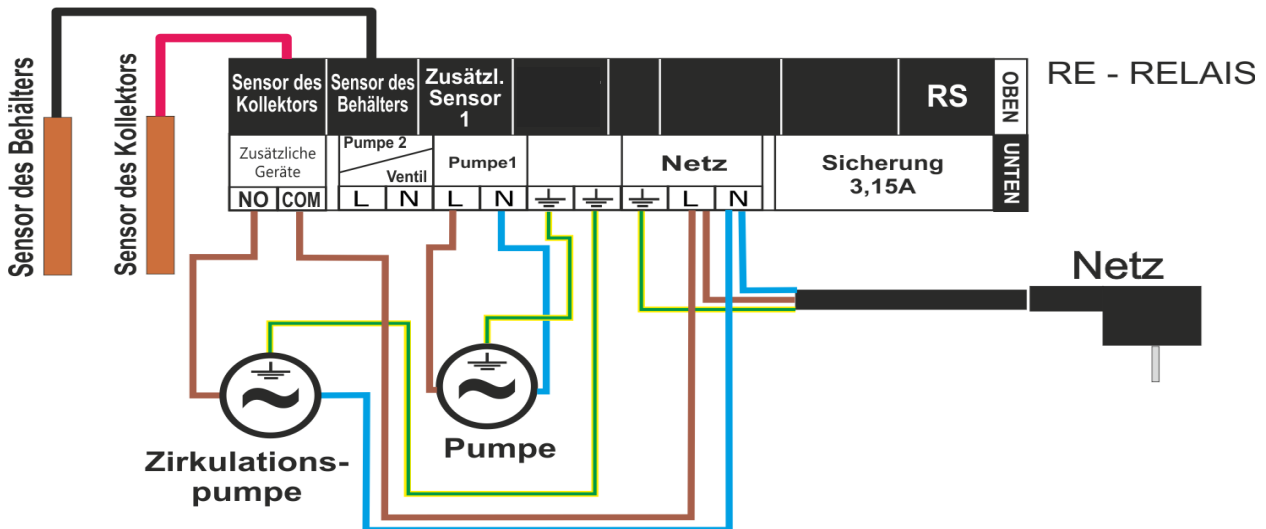 RE - RELAIS
Sensor des Behälters
Sensor des Kollektors
Sensor des
Kollektors
Sensor des
Behälters
Zusätzl.
Sensor
1
RS
OBEN
Zusätzliche
Geräte
Pumpe 2
Ventil
Pumpe1
Netz
Sicherung
3,15A
UNTEN
NO COM L N L N L N
Netz
Zirkulations-
pumpe
Pumpe